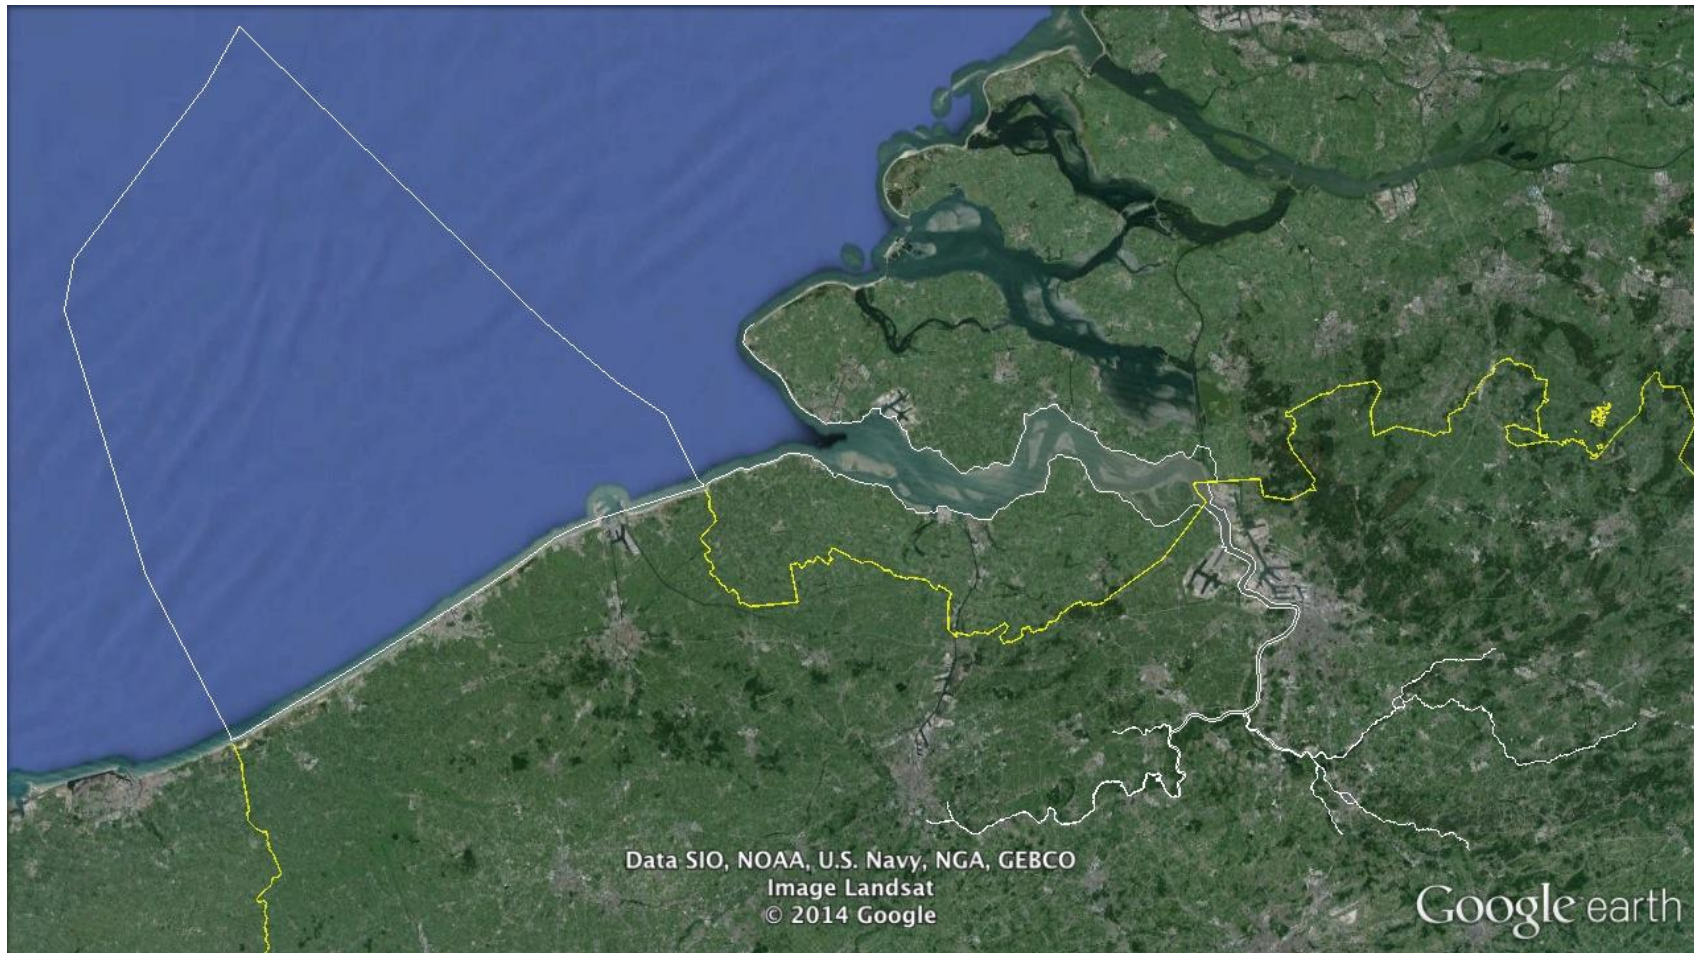 Data SIO, NOAA, U.S. Navy, NGA, GEBCO
Image Landsat
© 2014 Google
Google earth